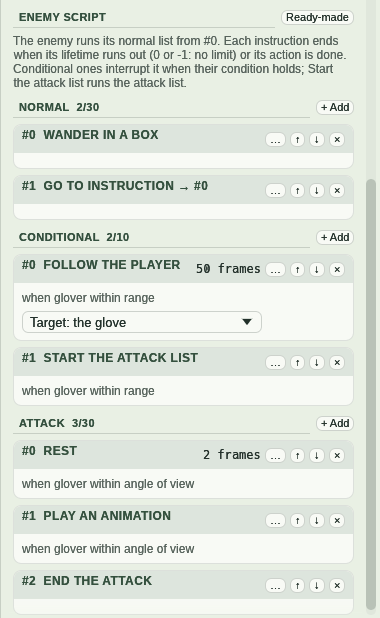 ENEMY SCRIPT Ready-made
The enemy runs its normal list from #0. Each instruction ends
when its lifetime runs out (0 or -1: no limit) or its action is done.
Conditional ones interrupt it when their condition holds; Start
the attack list runs the attack list.
NORMAL 2/30 + Add
#0 WANDER IN A BOX ... ↑ ↓ ×
#1 GO TO INSTRUCTION → #0 ... ↑ ↓ ×
CONDITIONAL 2/10 + Add
#0 FOLLOW THE PLAYER 50 frames ... ↑ ↓ ×
when glover within range
Target: the glove
#1 START THE ATTACK LIST ... ↑ ↓ ×
when glover within range
ATTACK 3/30 + Add
#0 REST 2 frames ... ↑ ↓ ×
when glover within angle of view
#1 PLAY AN ANIMATION ... ↑ ↓ ×
when glover within angle of view
#2 END THE ATTACK ... ↑ ↓ ×